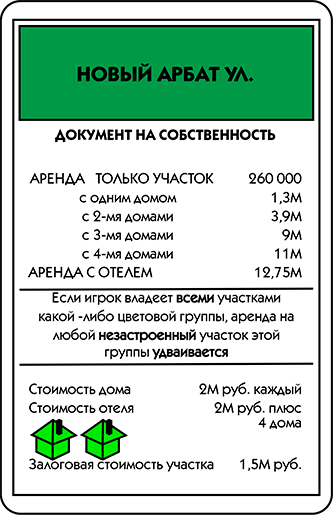 НОВЫЙ АРБАТ УЛ.
ДОКУМЕНТ НА СОБСТВЕННОСТЬ
АРЕНДА ТОЛЬКО УЧАСТОК 260 000
с одним домом 1,3М
с 2-мя домами 3,9М
с 3-мя домами 9М
с 4-мя домами 11М
АРЕНДА С ОТЕЛЕМ 12,75М
Если игрок владеет всеми участками
какой -либо цветовой группы, аренда на
любой незастроенный участок этой
группы удваивается
Стоимость дома 2М руб. каждый
Стоимость отеля 2М руб. плюс
4 дома
Залоговая стоимость участка 1,5М руб.